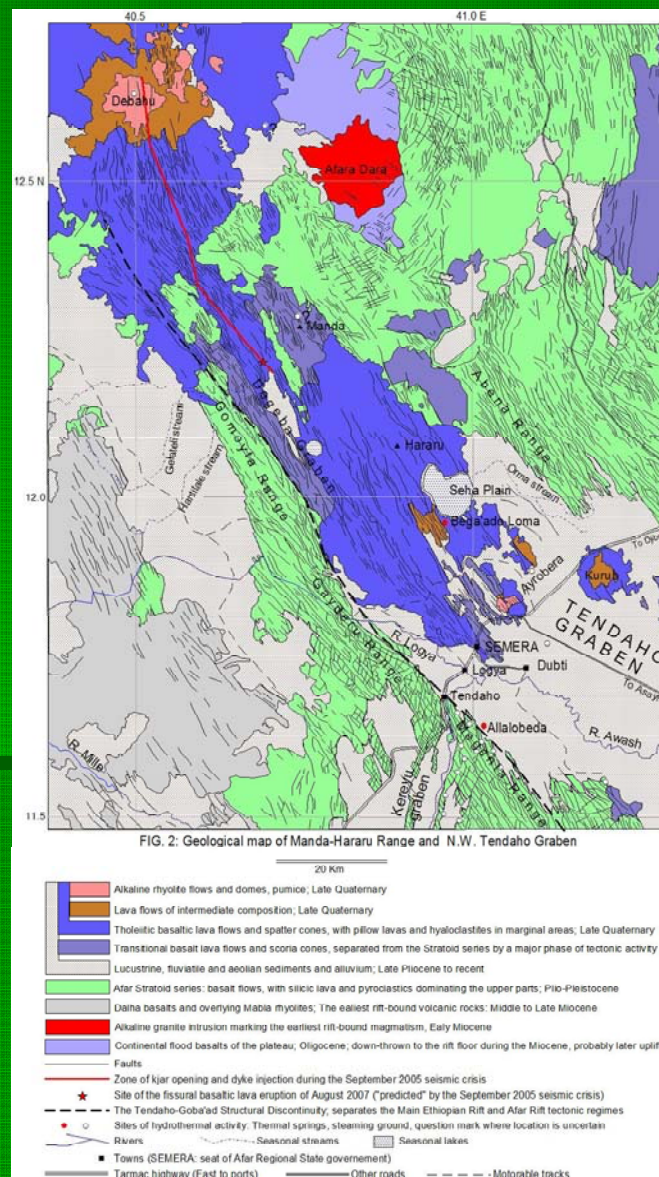 40.5
41.0 E
Debahu
?
Afara Dara
12.5 N
?
Manda
Dogeba Graben
Abena Range
Gelateli stream
Harsitale stream
Gomayta Range
Hararu
Orma stream
12.0
Seha Plain
Bega'ado Loma
To Dji
Ayrobera
Kurub
TENDAHO
GRABEN
Gayderu Range
R. Logya
SEMERA
Logya
Dubti
To Assy
Tendaho
Allalobeda
R. Awash
R. Mille
Kereyu
graben
Range
11.5
FIG. 2: Geological map of Manda-Hararu Range and N.W. Tendaho Graben
20 Km
Alkaline rhyolite flows and domes, pumice; Late Quaternary
Lava flows of intermediate composition; Late Quaternary
Tholeiitic basaltic lava flows and spatter cones, with pillow lavas and hyaloclastites in marginal areas; Late Quaternary
Transitional basalt lava flows and scoria cones, separated from the Stratoid series by a major phase of tectonic activity
Lucustrine, fluviatile and aeolian sediments and alluvium; Late Pliocene to recent
Afar Stratoid series: basalt flows, with silicic lava and pyroclastics dominating the upper parts; Plio-Pleistocene
Dalha basalts and overlying Mabla rhyolites; The ealiest rift-bound volcanic rocks: Middle to Late Miocene
Alkaline granite intrusion marking the earliest rift-bound magmatism, Ealy Miocene
Continental flood basalts of the plateau; Oligocene; down-thrown to the rift floor during the Miocene, probably later uplif
Faults
Zone of kjar opening and dyke injection during the September 2005 seismic crisis
Site of the fissural basaltic lava eruption of August 2007 ("predicted" by the September 2005 seismic crisis)
The Tendaho-Goba'ad Structural Discontinuity; separates the Main Ethiopian Rift and Afar Rift tectonic regimes
Sites of hydrothermal activity: Thermal springs, steaming ground, question mark where location is uncertain
Rivers Seasonal streams Seasonal lakes
Towns (SEMERA: seat of Afar Regional State governement)
Tarmac highway (East to ports) Other roads Motorable tracks